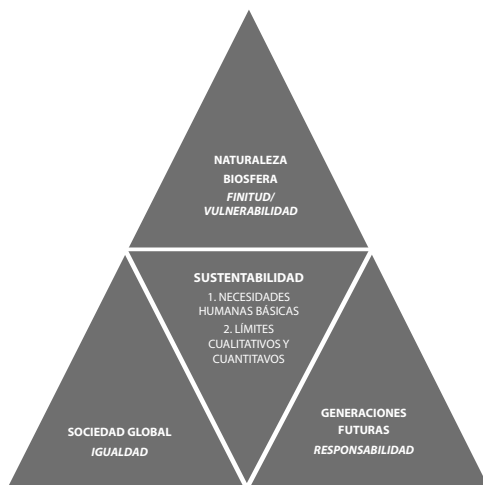 NATURALEZA
BIOSFERA
FINITUD/
VULNERABILIDAD
SUSTENTABILIDAD
1. NECESIDADES
HUMANAS BÁSICAS
2. LÍMITES
CUALITATIVOS Y
CUANTITAVOS
SOCIEDAD GLOBAL
IGUALDAD
GENERACIONES
FUTURAS
RESPONSABILIDAD